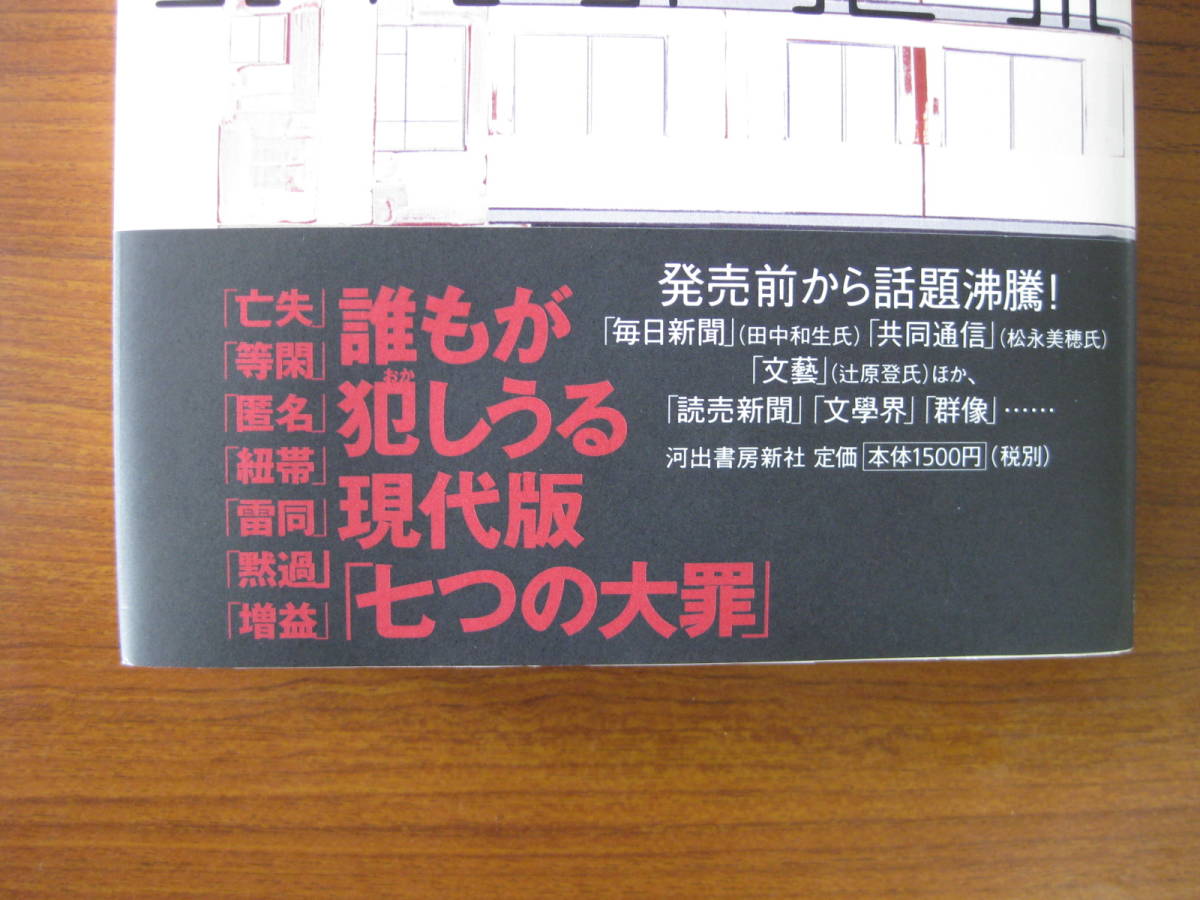 「亡失」
「等閑」
「匿名」
「紐帯」
「雷同」
「黙過」
「増益」
誰もが
犯しうる
おか
現代版
「七つの大罪」
発売前から話題沸騰!
「毎日新聞」(田中和生氏)「共同通信」(松永美穂氏)
「文藝」(辻原登氏)ほか、
「読売新聞」「文學界」「群像」……
河出書房新社 定価 本体1500円(税別)